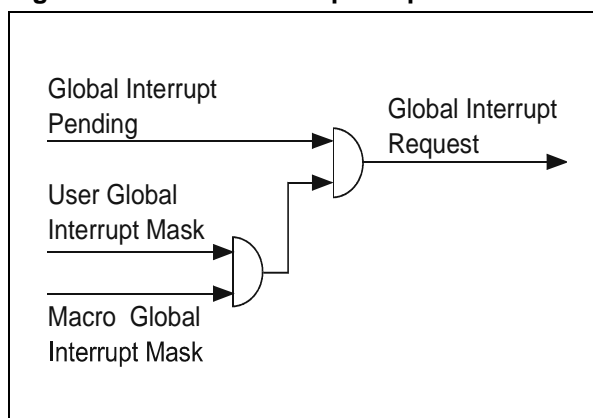 Global Interrupt
Pending
Global Interrupt
Request
User Global
Interrupt Mask
Macro Global
Interrupt Mask